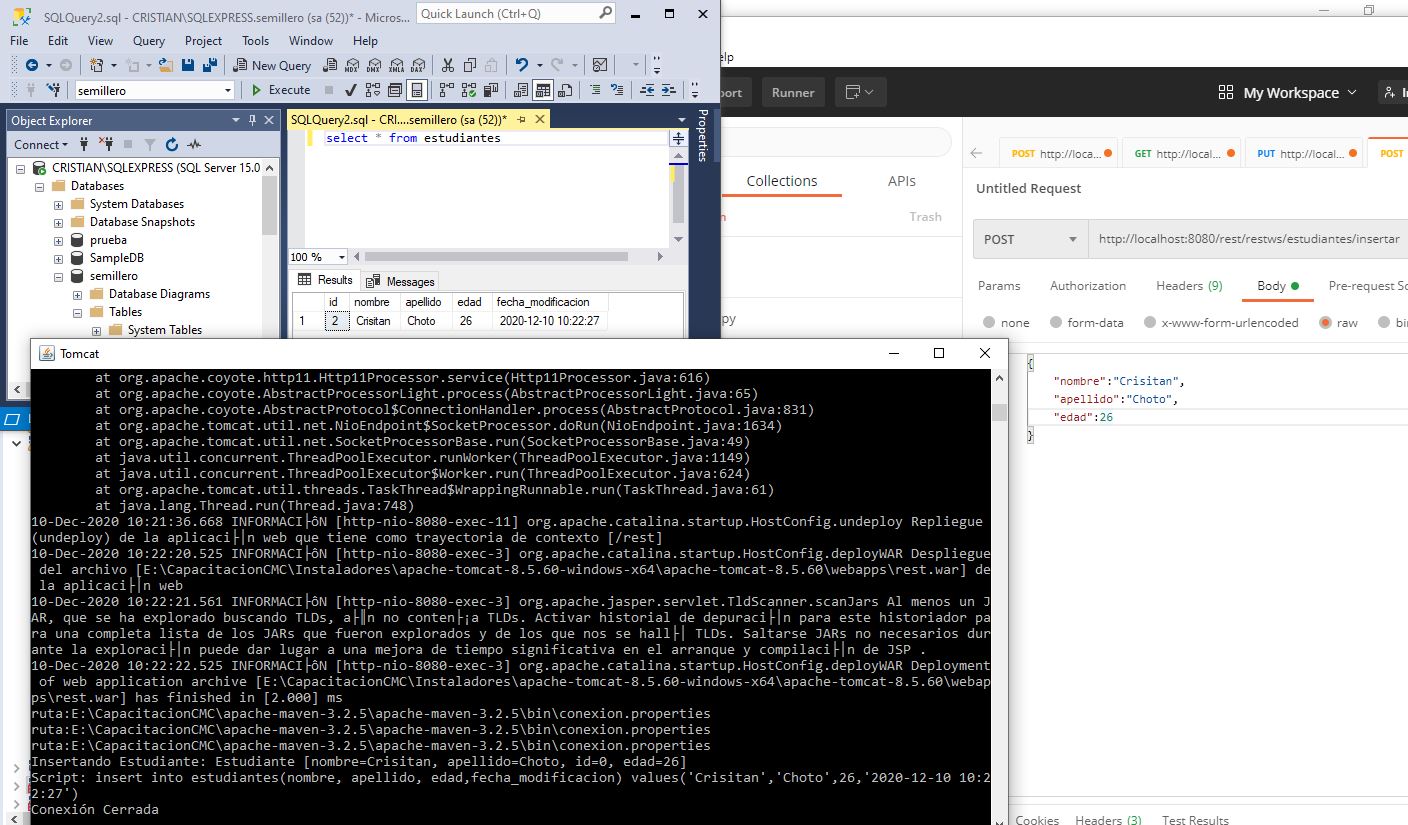 SQLQuery2.sql - CRISTIAN\SQLEXPRESS.semillero (sa (52))* - Micros...
Quick Launch (Ctrl+Q)
File Edit View Query Project Tools Window Help
New Query MDX DMX XMLA DAX
semillero Execute
Object Explorer
Connect
CRISTIAN\SQLEXPRESS (SQL Server 15.0
Databases
System Databases
Database Snapshots
prueba
SampleDB
semillero
Database Diagrams
Tables
System Tables
SQLQuery2.sql - CRI....semillero (sa (52))*
select * from estudiantes
Properties
100 %
Results Messages
id nombre apellido edad fecha_modificacion
1 2 Crisitan Choto 26 2020-12-10 10:22:27
elp
port Runner
My Workspace
In
Collections APIs
Trash
py
POST http://loca...
GET http://local...
PUT http://local...
POST
Untitled Request
POST http://localhost:8080/rest/restws/estudiantes/insertar
Params Authorization Headers (9) Body Pre-request Sc
none form-data x-www-form-urlencoded raw bin
{
"nombre":"Crisitan",
"apellido":"Choto",
"edad":26
}
Tomcat
at org.apache.coyote.http11.Http11Processor.service(Http11Processor.java:616)
at org.apache.coyote.AbstractProcessorLight.process(AbstractProcessorLight.java:65)
at org.apache.coyote.AbstractProtocol$ConnectionHandler.process(AbstractProtocol.java:831)
at org.apache.tomcat.util.net.NioEndpoint$SocketProcessor.doRun(NioEndpoint.java:1634)
at org.apache.tomcat.util.net.SocketProcessorBase.run(SocketProcessorBase.java:49)
at java.util.concurrent.ThreadPoolExecutor.runWorker(ThreadPoolExecutor.java:1149)
at java.util.concurrent.ThreadPoolExecutor$Worker.run(ThreadPoolExecutor.java:624)
at org.apache.tomcat.util.threads.TaskThread$WrappingRunnable.run(TaskThread.java:61)
at java.lang.Thread.run(Thread.java:748)
10-Dec-2020 10:21:36.668 INFORMACI├ôN [http-nio-8080-exec-11] org.apache.catalina.startup.HostConfig.undeploy Repliegue
(undeploy) de la aplicaci├│n web que tiene como trayectoria de contexto [/rest]
10-Dec-2020 10:22:20.525 INFORMACI├ôN [http-nio-8080-exec-3] org.apache.catalina.startup.HostConfig.deployWAR Despliegue
del archivo [E:\CapacitacionCMC\Instaladores\apache-tomcat-8.5.60-windows-x64\apache-tomcat-8.5.60\webapps\rest.war] de
la aplicaci├│n web
10-Dec-2020 10:22:21.561 INFORMACI├ôN [http-nio-8080-exec-3] org.apache.jasper.servlet.TldScanner.scanJars Al menos un J
AR, que se ha explorado buscando TLDs, a├║n no conten├¡a TLDs. Activar historial de depuraci├│n para este historiador pa
ra una completa lista de los JARs que fueron explorados y de los que nos se hall├│ TLDs. Saltarse JARs no necesarios dur
ante la exploraci├│n puede dar lugar a una mejora de tiempo significativa en el arranque y compilaci├│n de JSP .
10-Dec-2020 10:22:22.525 INFORMACI├ôN [http-nio-8080-exec-3] org.apache.catalina.startup.HostConfig.deployWAR Deployment
of web application archive [E:\CapacitacionCMC\Instaladores\apache-tomcat-8.5.60-windows-x64\apache-tomcat-8.5.60\webap
ps\rest.war] has finished in [2.000] ms
ruta:E:\CapacitacionCMC\apache-maven-3.2.5\apache-maven-3.2.5\bin\conexion.properties
ruta:E:\CapacitacionCMC\apache-maven-3.2.5\apache-maven-3.2.5\bin\conexion.properties
ruta:E:\CapacitacionCMC\apache-maven-3.2.5\apache-maven-3.2.5\bin\conexion.properties
Insertando Estudiante: Estudiante [nombre=Crisitan, apellido=Choto, id=0, edad=26]
Script: insert into estudiantes(nombre, apellido, edad,fecha_modificacion) values('Crisitan','Choto',26,'2020-12-10 10:2
2:27')
Conexión Cerrada
Cookies Headers (3) Test Results